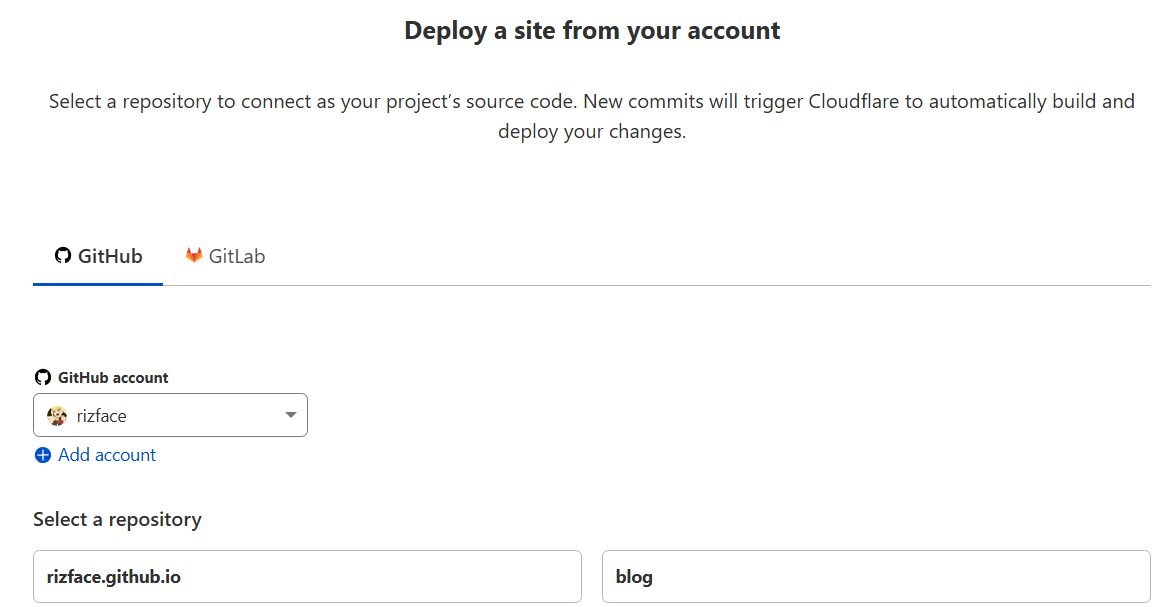 Deploy a site from your account
Select a repository to connect as your project's source code. New commits will trigger Cloudflare to automatically build and
deploy your changes.
GitHub GitLab
GitHub account
rizface
Add account
Select a repository
rizface.github.io blog